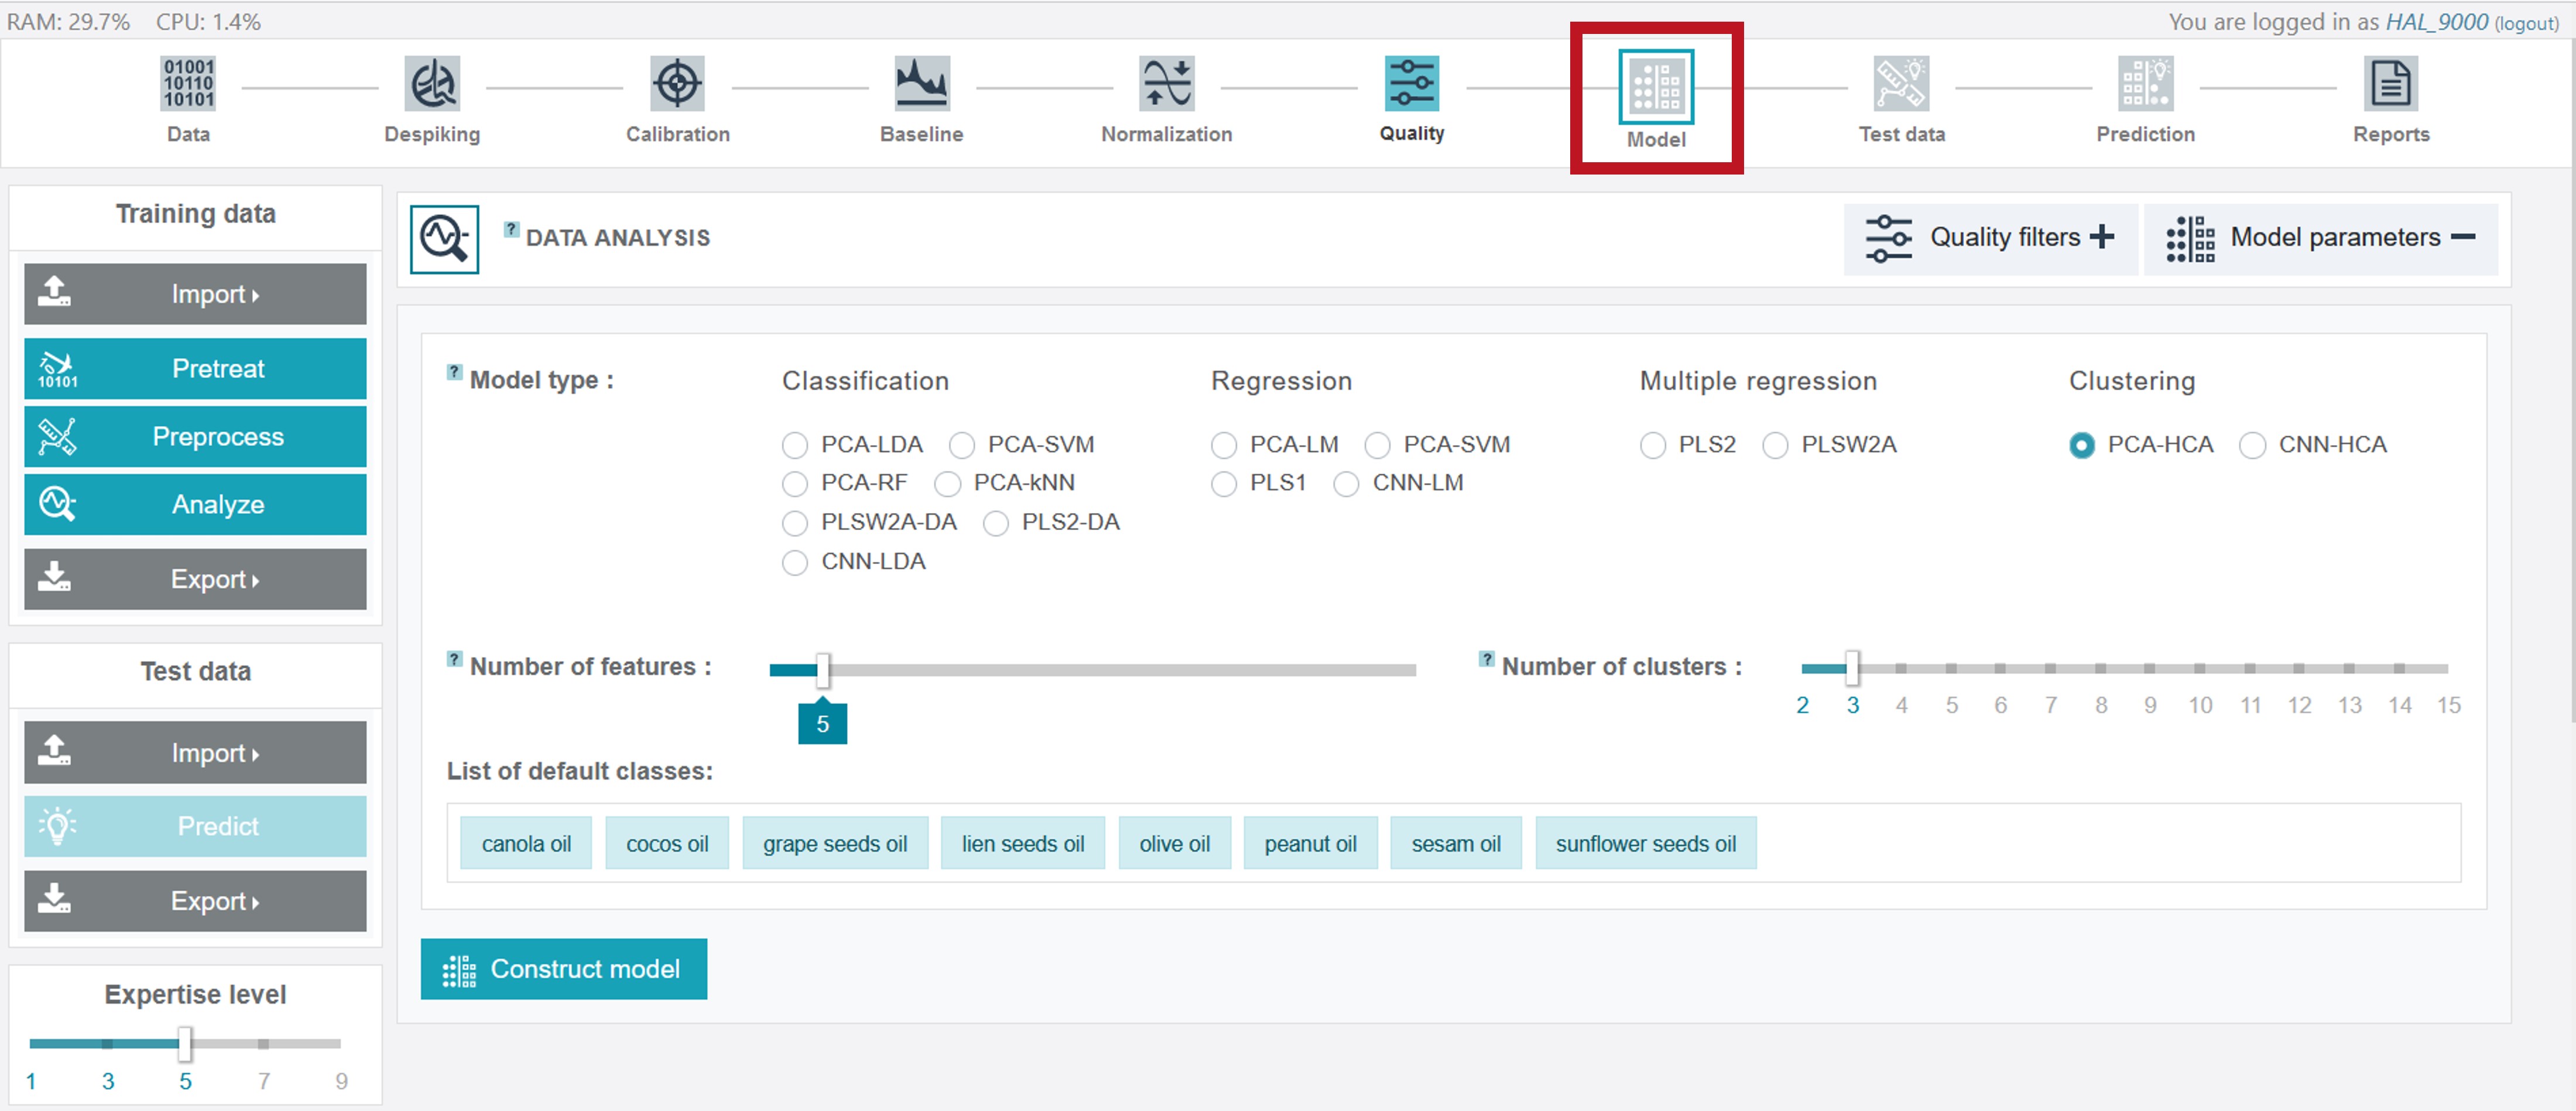 RAM: 29.7% CPU: 1.4%
You are logged in as HAL_9000 (logout)
01001
10110
10101
Data
Despiking
Calibration
Baseline
Normalization
Quality
Model
Test data
Prediction
Reports
Training data
Import
10101
Pretreat
Preprocess
Analyze
Export
Test data
Import
Predict
Export
Expertise level
1 3 5 7 9
? DATA ANALYSIS
Quality filters +
Model parameters −
? Model type :
Classification
PCA-LDA PCA-SVM
PCA-RF PCA-kNN
PLSW2A-DA PLS2-DA
CNN-LDA
Regression
PCA-LM PCA-SVM
PLS1 CNN-LM
Multiple regression
PLS2 PLSW2A
Clustering
PCA-HCA CNN-HCA
? Number of features :
5
? Number of clusters :
2 3 4 5 6 7 8 9 10 11 12 13 14 15
List of default classes:
canola oil cocos oil grape seeds oil lien seeds oil olive oil peanut oil sesam oil sunflower seeds oil
Construct model